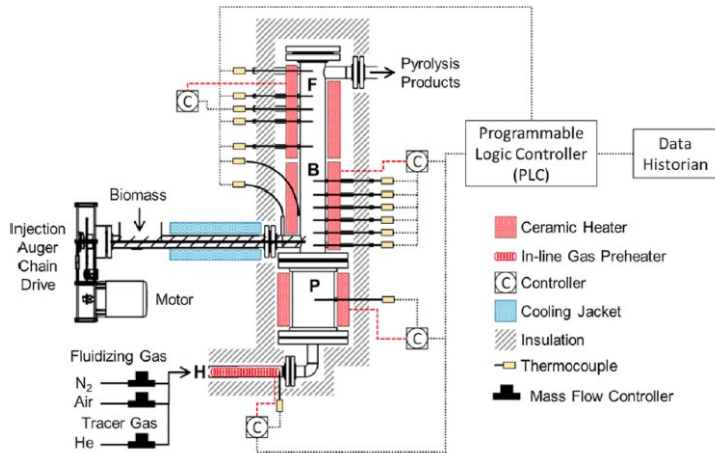 F
Pyrolysis
Products
C
Programmable
Logic Controller
(PLC)
Data
Historian
B
C
Biomass
Injection
Auger
Chain
Drive
Motor
P
C
Ceramic Heater
In-line Gas Preheater
C Controller
Cooling Jacket
Insulation
Thermocouple
Mass Flow Controller
Fluidizing Gas
H
N₂
Air
Tracer Gas
He
C